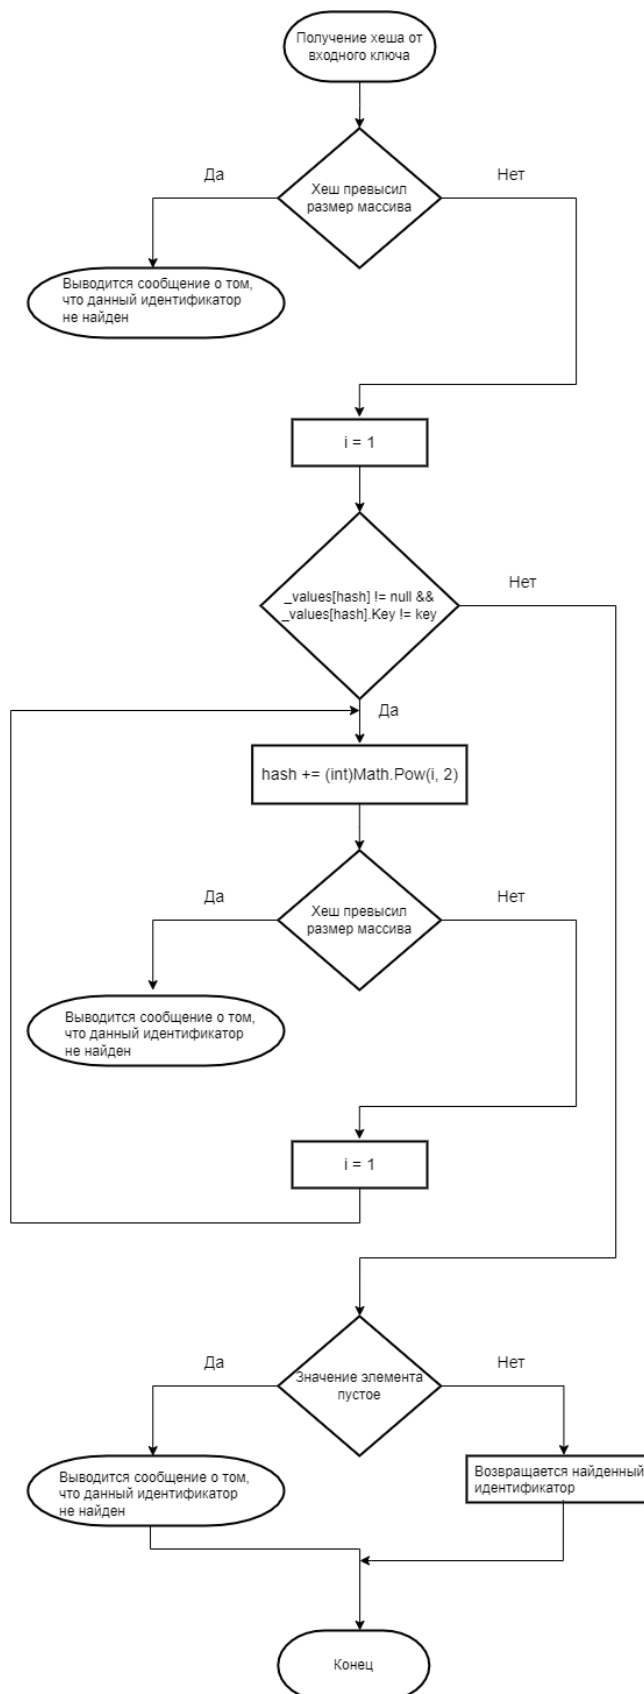 Получение хеша от
входного ключа
Да
Нет
Хеш превысил
размер массива
Выводится сообщение о том,
что данный идентификатор
не найден
i = 1
Нет
_values[hash] != null &&
_values[hash].Key != key
Да
hash += (int)Math.Pow(i, 2)
Да
Нет
Хеш превысил
размер массива
Выводится сообщение о том,
что данный идентификатор
не найден
i = 1
Да
Нет
Значение элемента
пустое
Выводится сообщение о том,
что данный идентификатор
не найден
Возвращается найденный
идентификатор
Конец